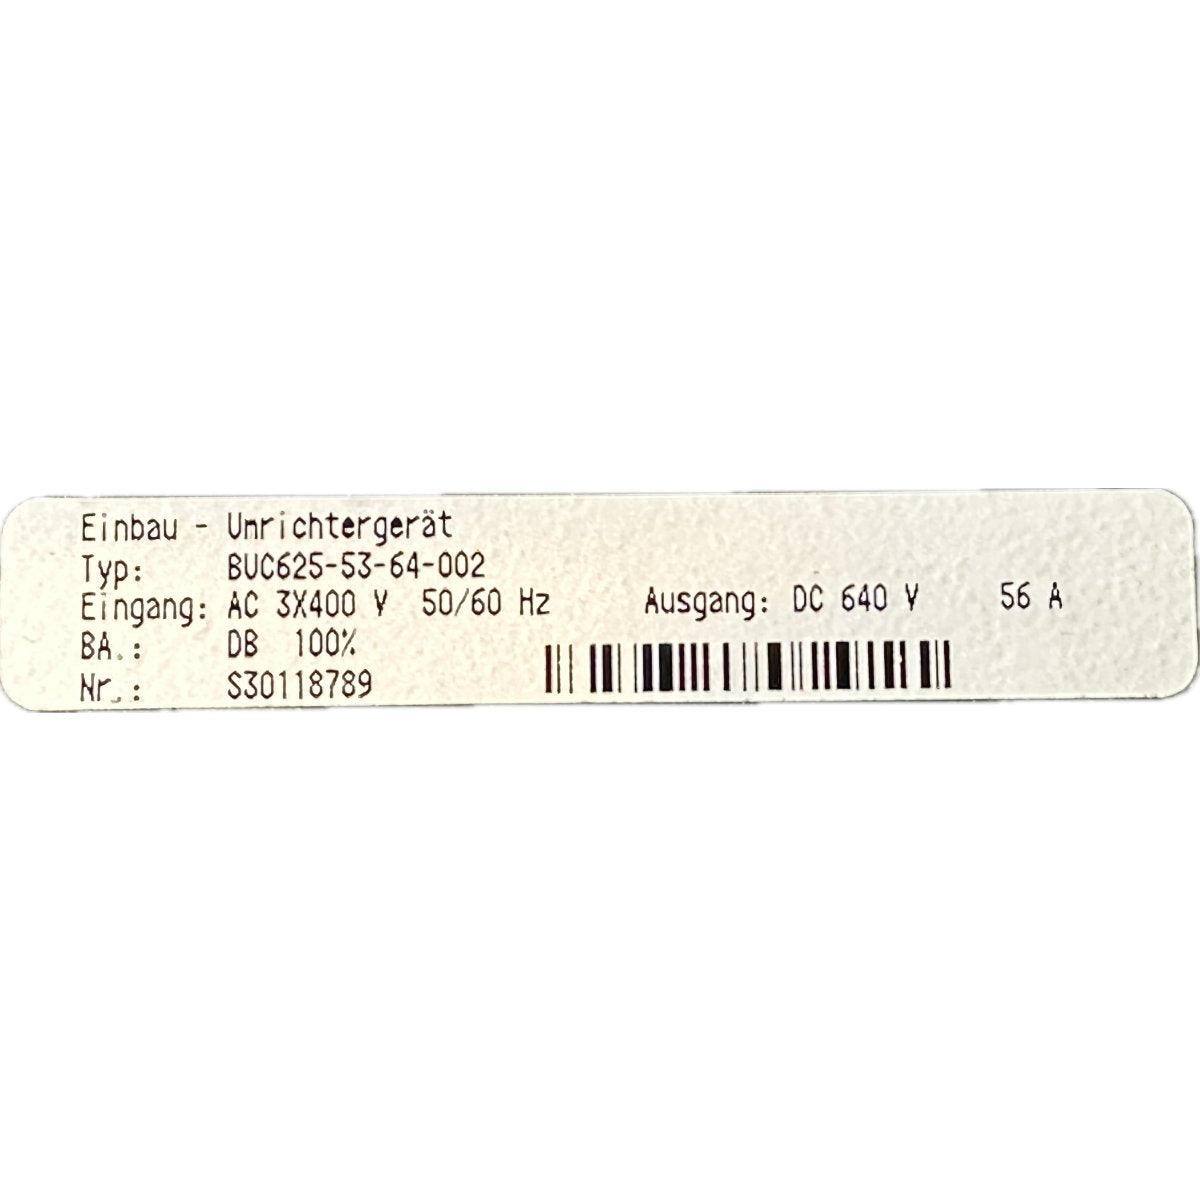 Einbau - Umrichtergerät
Typ: BUC625-53-64-002
Eingang: AC 3X400 V 50/60 Hz Ausgang: DC 640 V 56 A
BA.: DB 100%
Nr.: S30118789